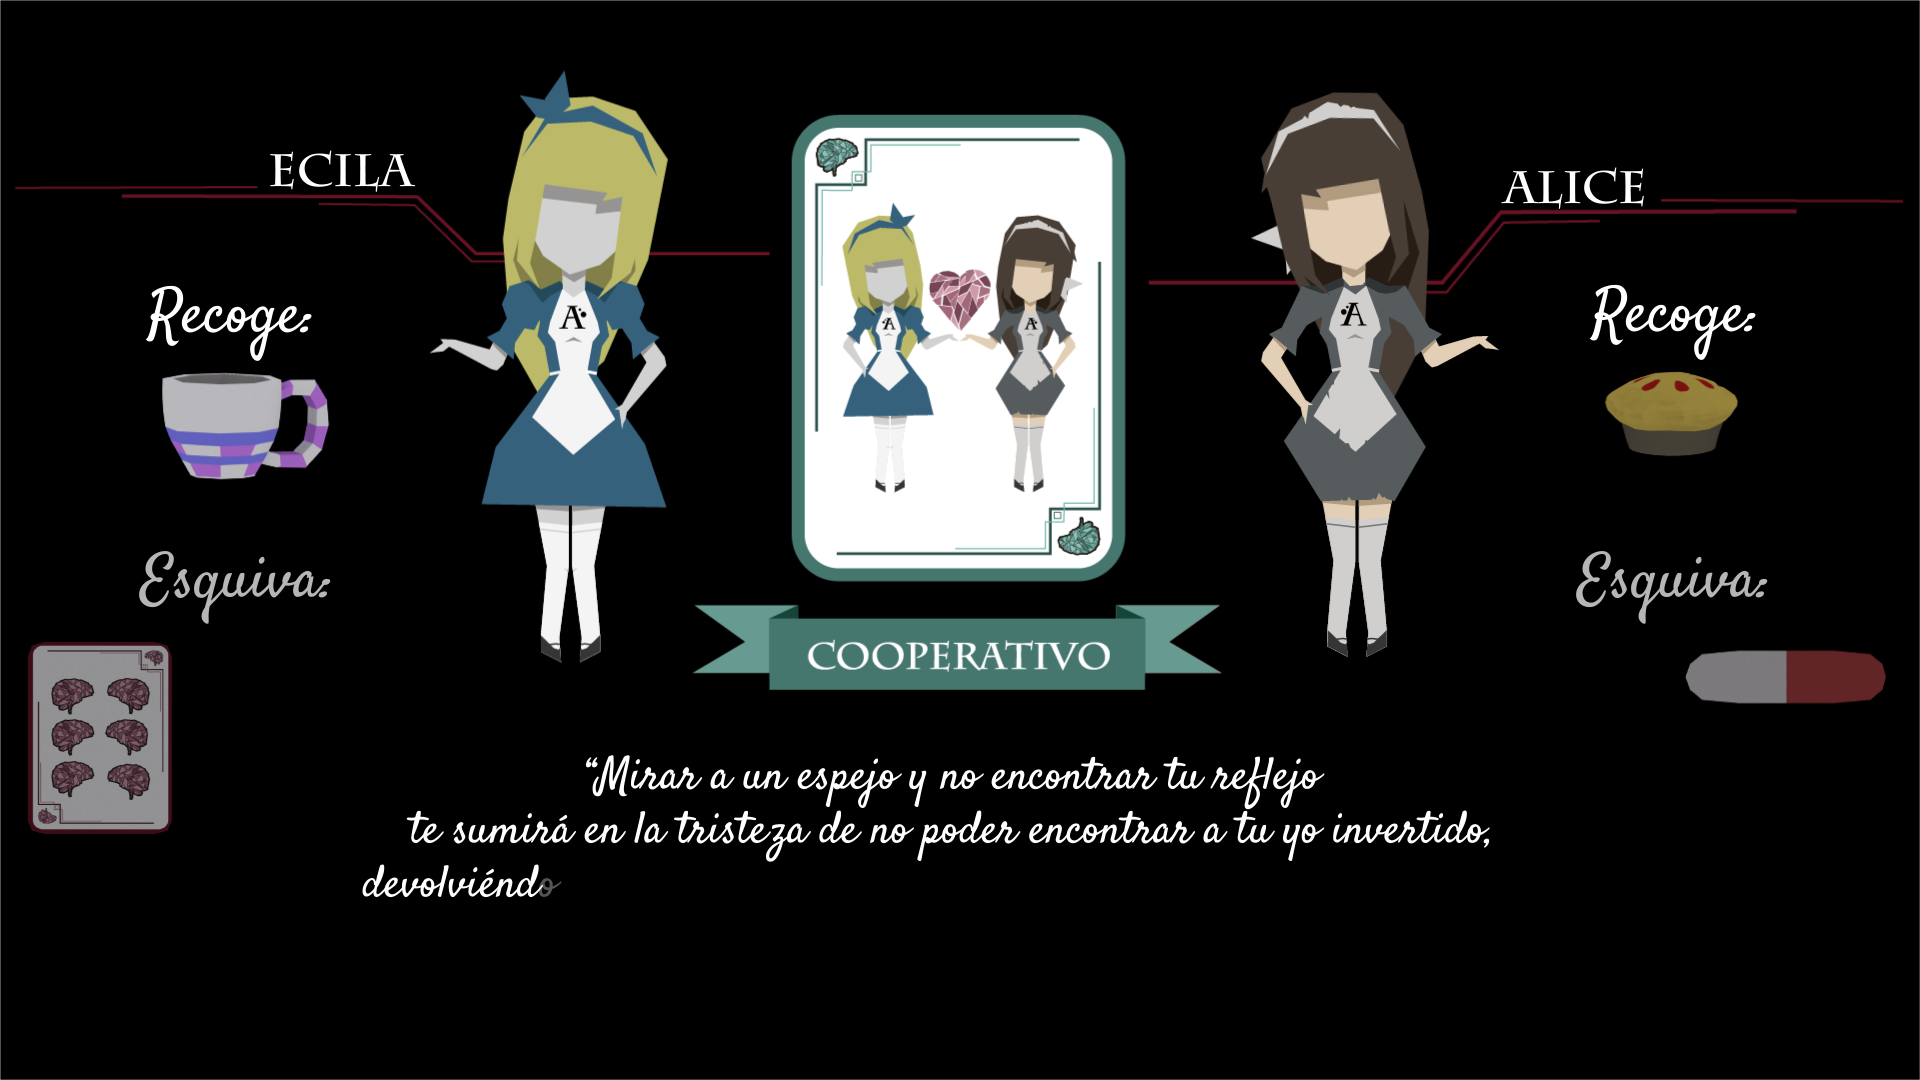 ECILA
ALICE
Recoge:
Recoge:
A
A
A
A
Esquiva:
Esquiva:
COOPERATIVO
“Mirar a un espejo y no encontrar tu reflejo
te sumirá en la tristeza de no poder encontrar a tu yo invertido,
devolviéndo